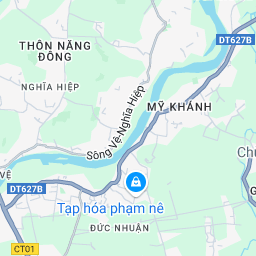 THÔN NĂNG
ĐÔNG
DT627B
NGHĨA HIỆP
MỸ KHÁNH
Sông Vệ-Nghĩa Hiệp
VỆ
DT627B
Tạp hóa phạm nê
ĐỨC NHUẬN
CT01